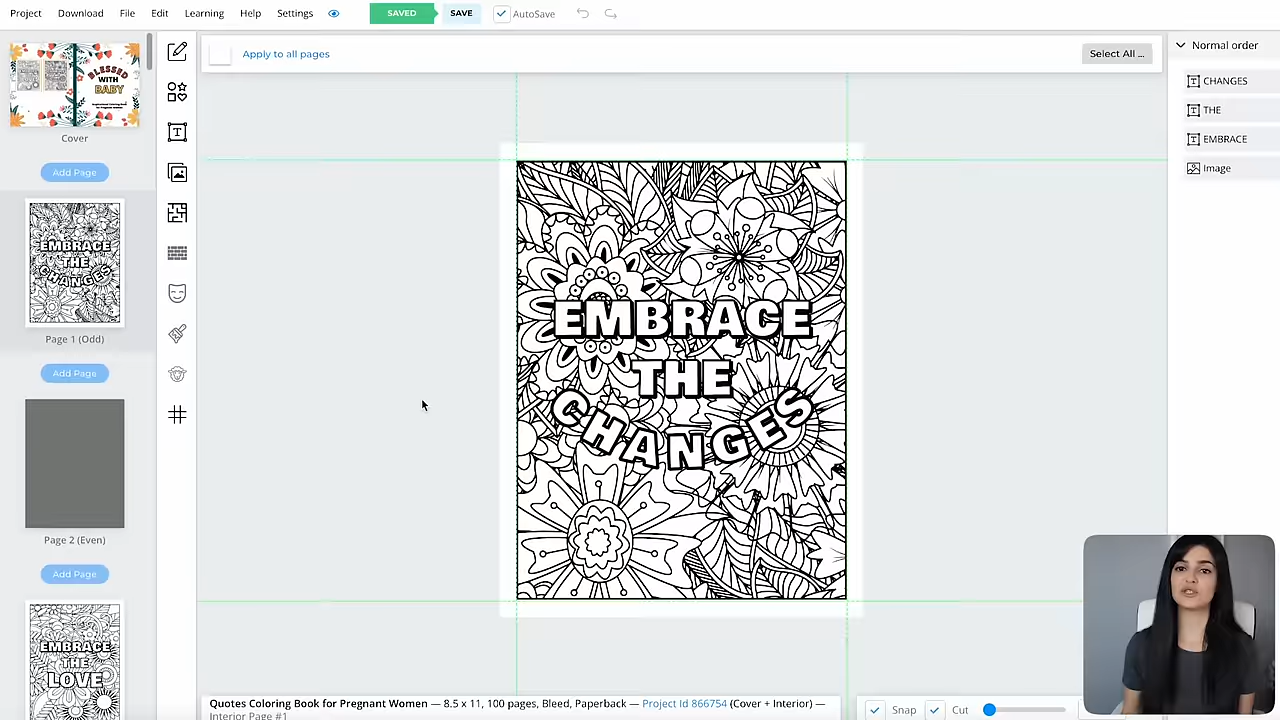 Project Download File Edit Learning Help Settings SAVED SAVE AutoSave
BLESSED
WITH
BABY
Cover
Add Page
EMBRACE
THE
CHANGES
Page 1 (Odd)
Add Page
Page 2 (Even)
Add Page
EMBRACE
THE
LOVE
Apply to all pages
Select All ...
EMBRACE
THE
CHANGES
Normal order
CHANGES
THE
EMBRACE
Image
Quotes Coloring Book for Pregnant Women — 8.5 x 11, 100 pages, Bleed, Paperback — Project Id 866754 (Cover + Interior) —
Interior Page #1
Snap Cut